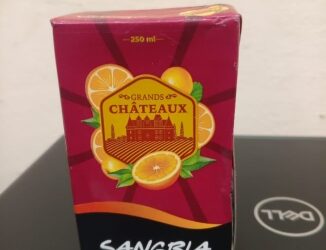 250 ml
GRANDS
CHÂTEAUX
SANGRIA
DELL